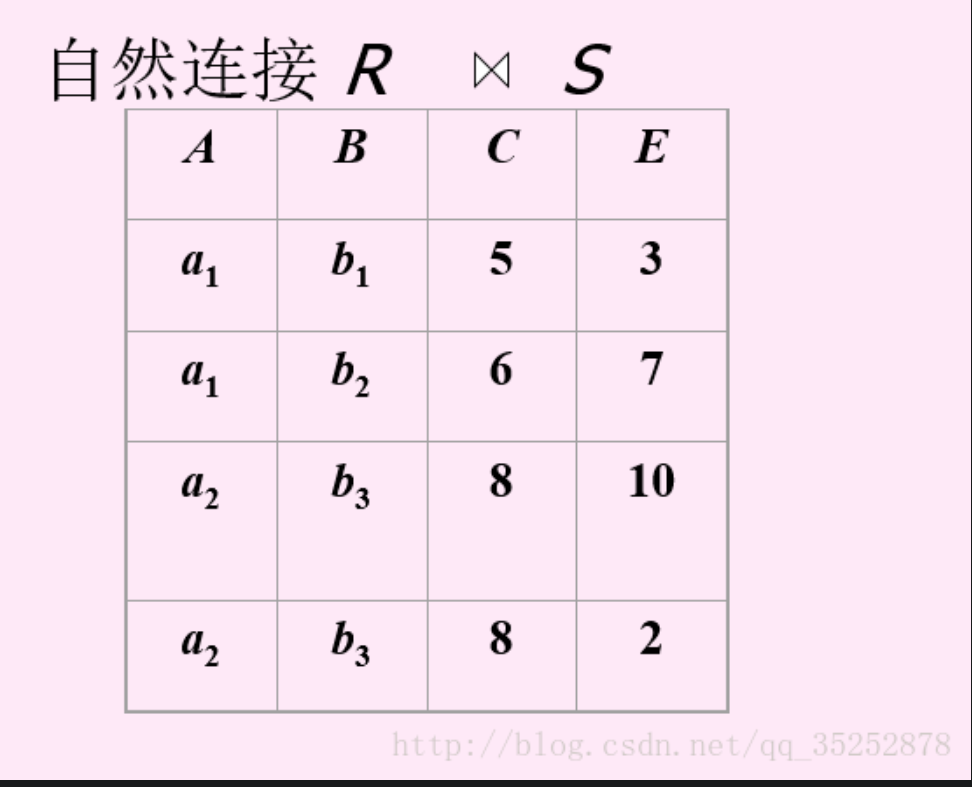 自然连接 R ⋈ S
A B C E
a₁ b₁ 5 3
a₁ b₂ 6 7
a₂ b₃ 8 10
a₂ b₃ 8 2
http://blog.csdn.net/qq_35252878